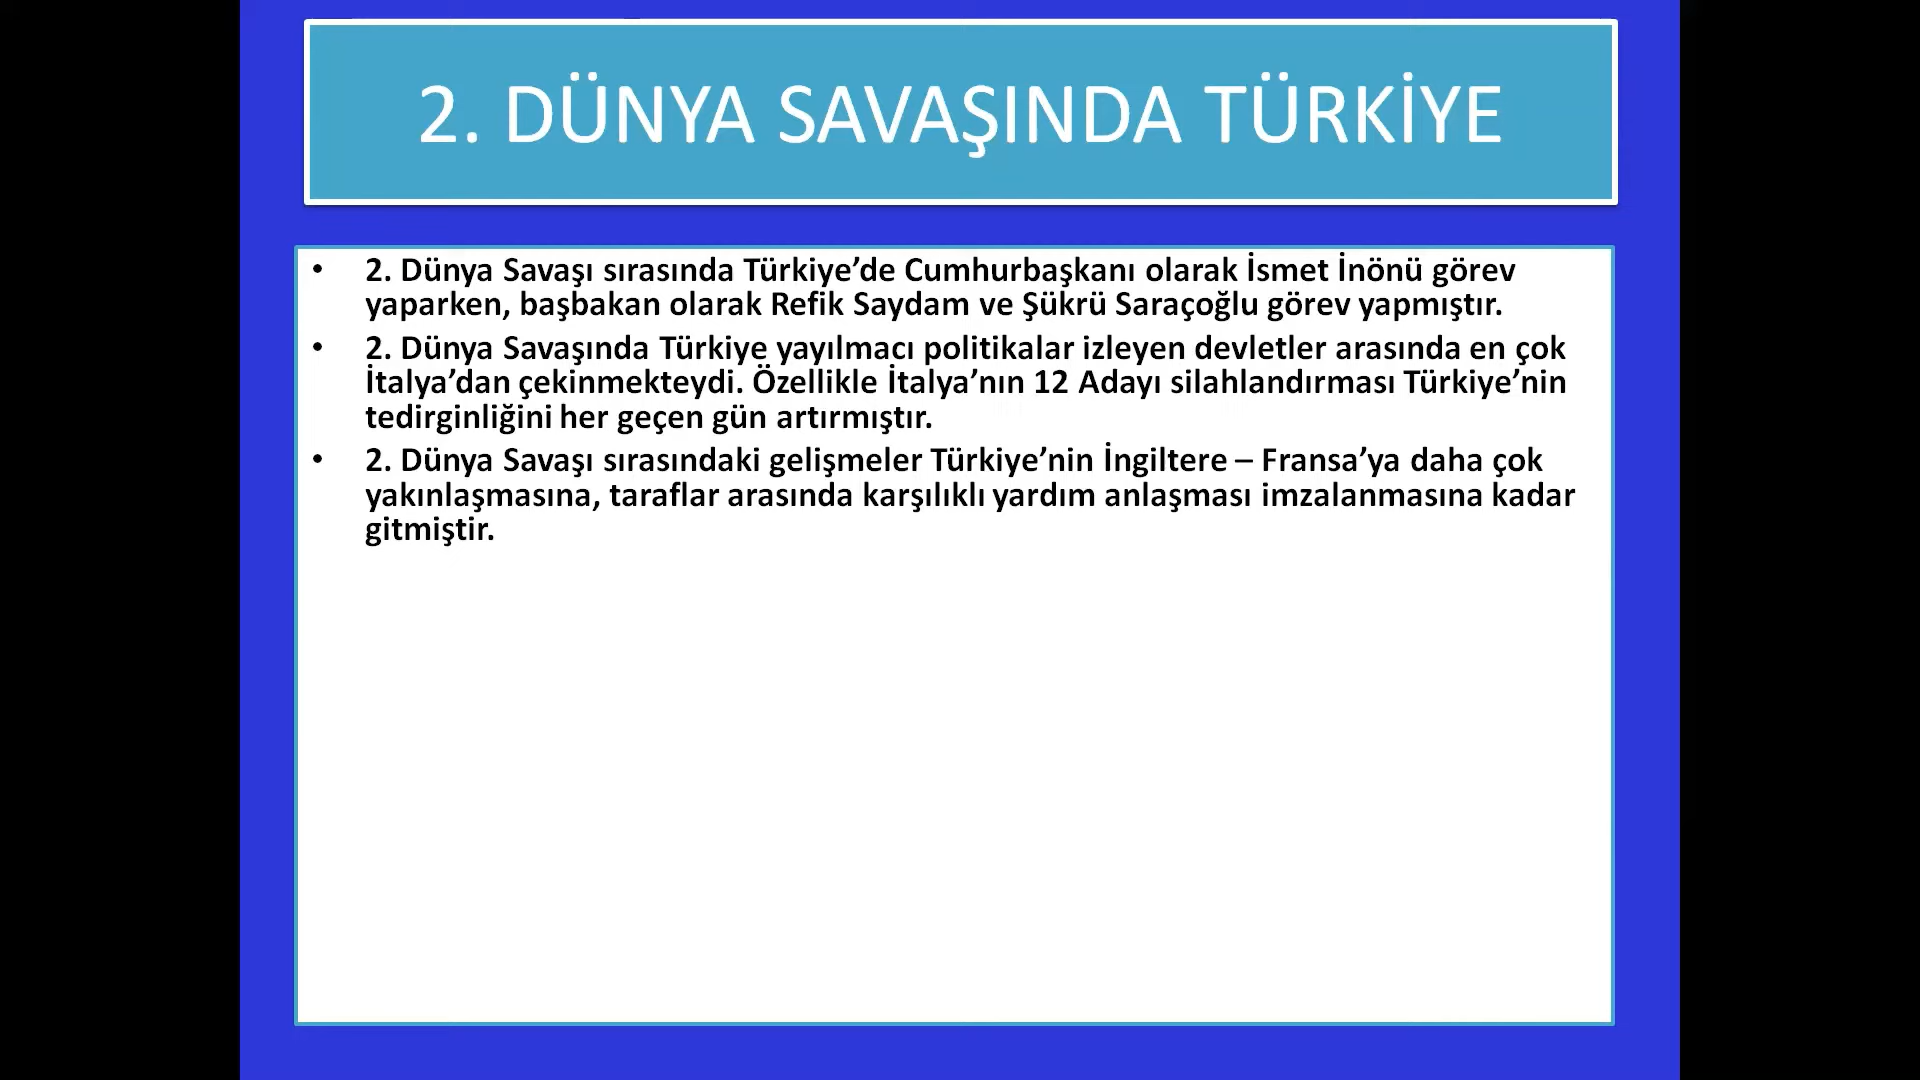 2. DÜNYA SAVAŞINDA TÜRKİYE
• 2. Dünya Savaşı sırasında Türkiye’de Cumhurbaşkanı olarak İsmet İnönü görev
yaparken, başbakan olarak Refik Saydam ve Şükrü Saraçoğlu görev yapmıştır.
• 2. Dünya Savaşında Türkiye yayılmacı politikalar izleyen devletler arasında en çok
İtalya’dan çekinmekteydi. Özellikle İtalya’nın 12 Adayı silahlandırması Türkiye’nin
tedirginliğini her geçen gün artırmıştır.
• 2. Dünya Savaşı sırasındaki gelişmeler Türkiye’nin İngiltere – Fransa’ya daha çok
yakınlaşmasına, taraflar arasında karşılıklı yardım anlaşması imzalanmasına kadar
gitmiştir.